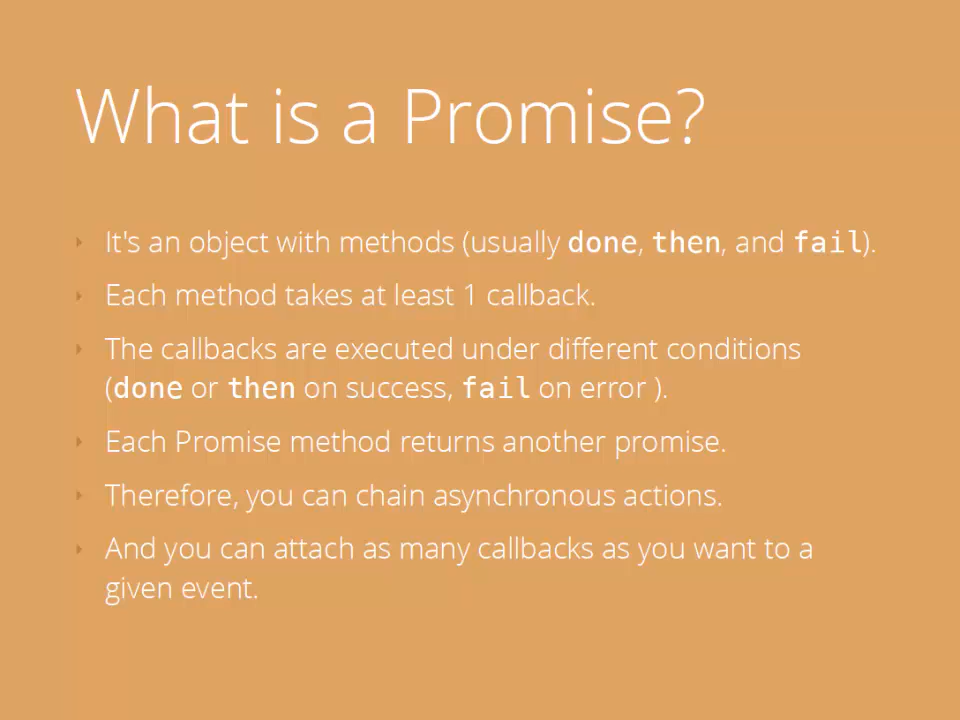 What is a Promise?
It's an object with methods (usually done, then, and fail).
Each method takes at least 1 callback.
The callbacks are executed under different conditions
(done or then on success, fail on error ).
Each Promise method returns another promise.
Therefore, you can chain asynchronous actions.
And you can attach as many callbacks as you want to a
given event.